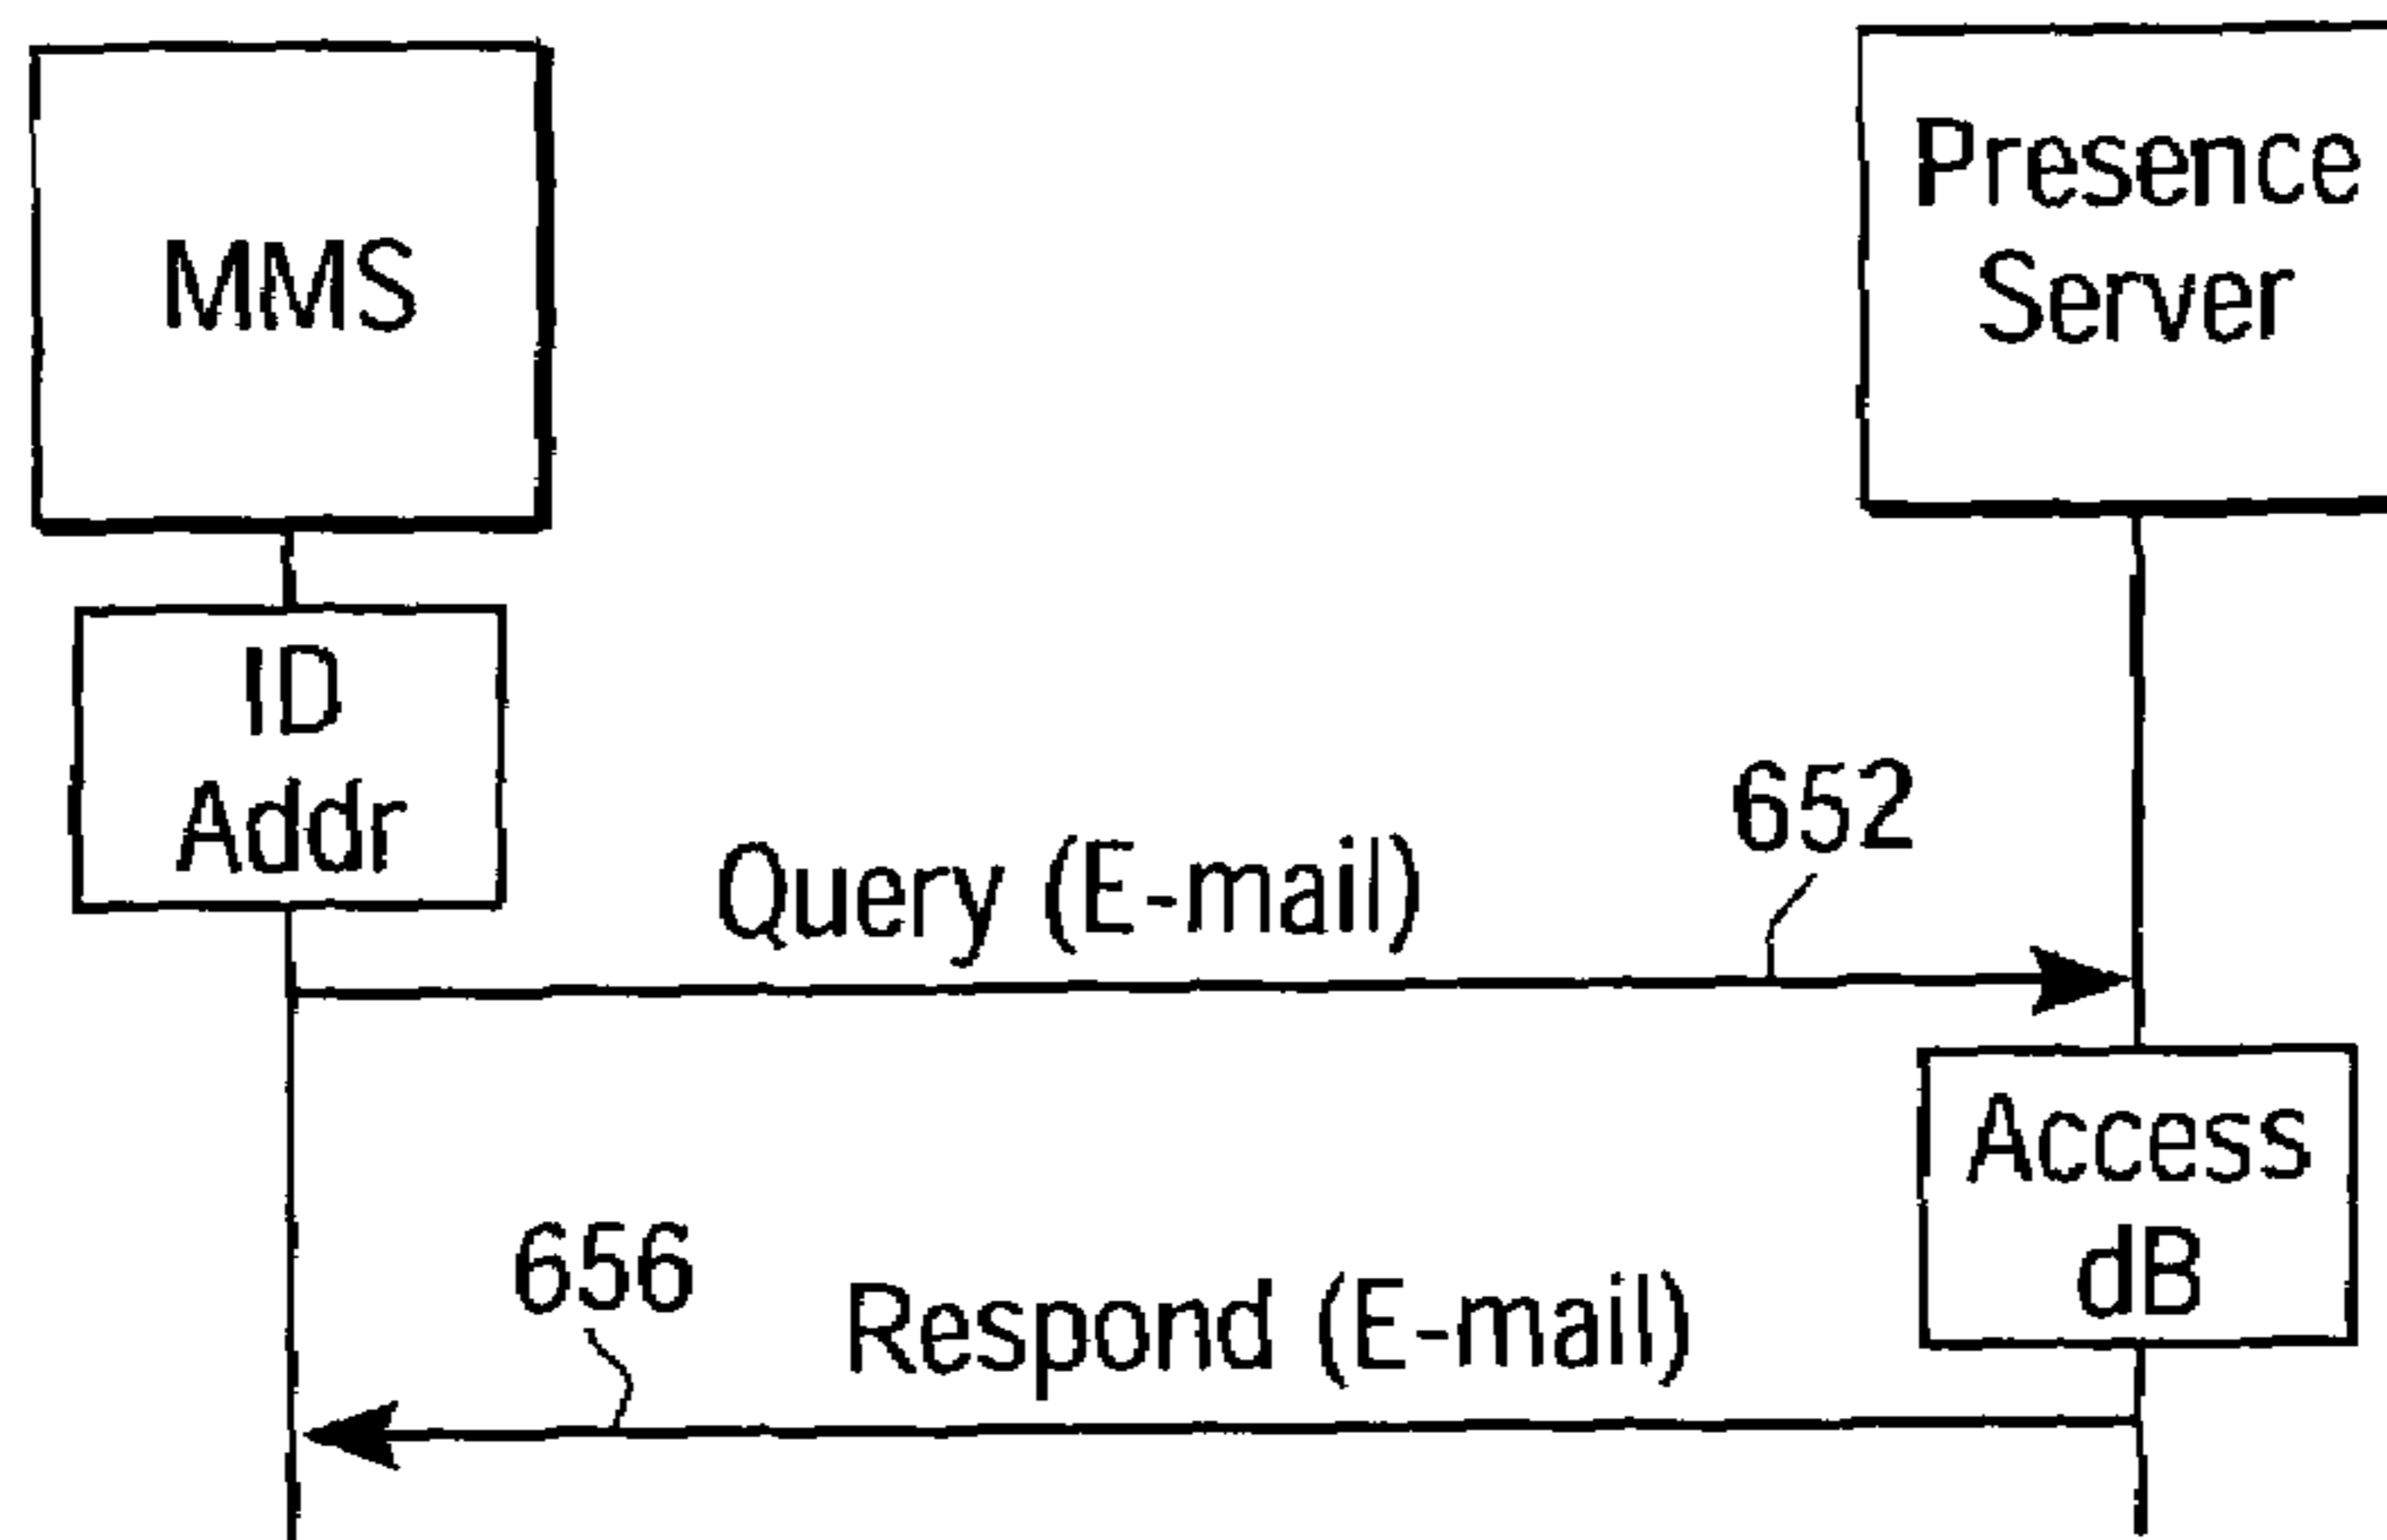 MMS
Presence
Server
ID
Addr
Query (E-mail)
652
Access
dB
656
Respond (E-mail)